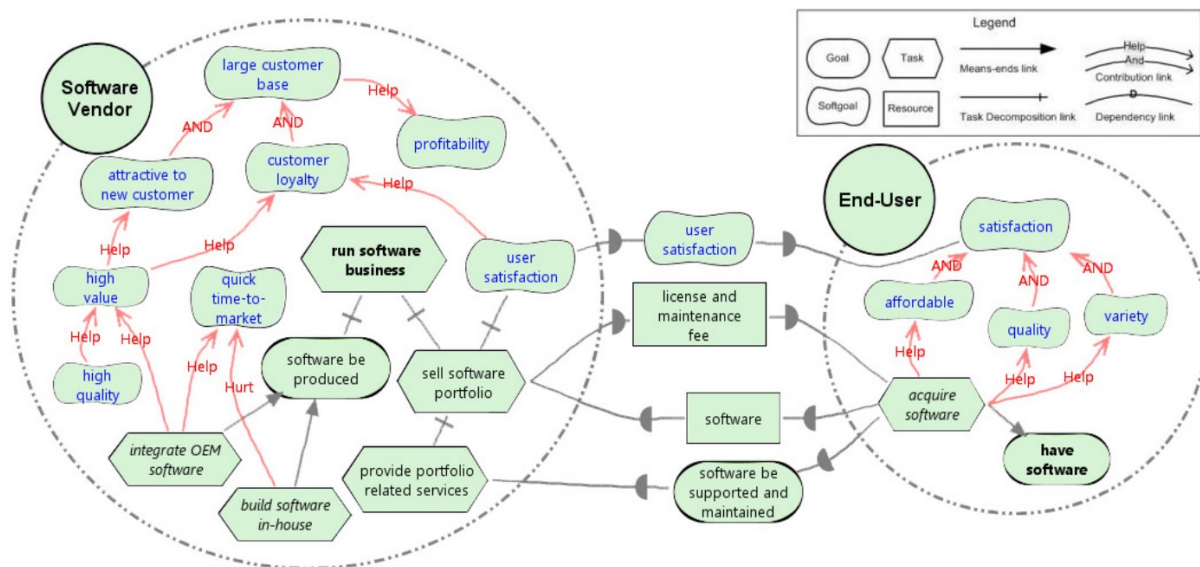 Legend
Goal
Task
Means-ends link
Help
And
Contribution link
Softgoal
Resource
Task Decomposition link
D
Dependency link
Software
Vendor
large customer
base
Help
profitability
AND
AND
attractive to
new customer
customer
loyalty
Help
Help
Help
high
value
quick
time-to-
market
run software
business
user
satisfaction
Help
Help
Help
Hurt
high
quality
software be
produced
sell software
portfolio
integrate OEM
software
build software
in-house
provide portfolio
related services
user
satisfaction
license and
maintenance
fee
software
software be
supported and
maintained
End-User
satisfaction
AND
AND
AND
affordable
quality
variety
Help
Help
Help
acquire
software
have
software